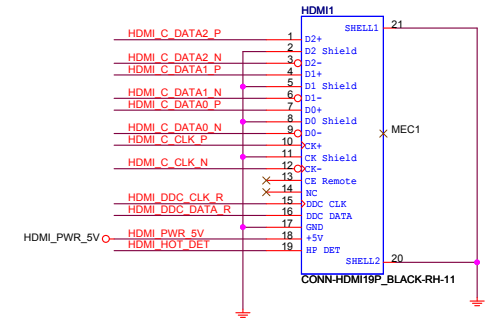 HDMI1
HDMI_C_DATA2_P 1 D2+ SHELL1 21
2 D2 Shield
HDMI_C_DATA2_N 3 D2-
HDMI_C_DATA1_P 4 D1+
5 D1 Shield
HDMI_C_DATA1_N 6 D1-
HDMI_C_DATA0_P 7 D0+
8 D0 Shield
HDMI_C_DATA0_N 9 D0- MEC1
HDMI_C_CLK_P 10 CK+
11 CK Shield
HDMI_C_CLK_N 12 CK-
13 CE Remote
14 NC
HDMI_DDC_CLK_R 15 DDC CLK
HDMI_DDC_DATA_R 16 DDC DATA
17 GND
HDMI_PWR_5V HDMI_PWR_5V 18 +5V
HDMI_HOT_DET 19 HP DET
SHELL2 20
CONN-HDMI19P_BLACK-RH-11